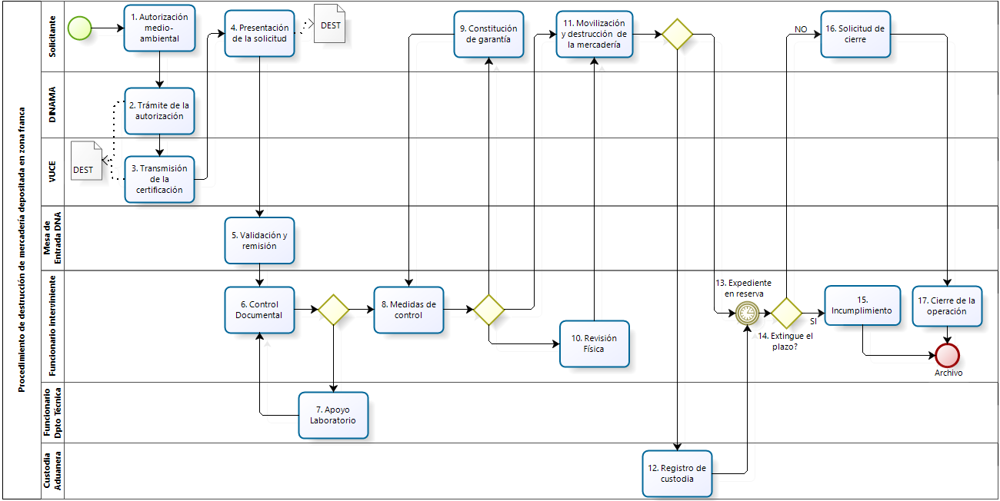 Procedimiento de destrucción de mercadería depositada en zona franca
Solicitante
1. Autorización
medio-
ambiental
4. Presentación
de la solicitud
DEST
9. Constitución
de garantía
11. Movilización
y destrucción de
la mercadería
NO
16. Solicitud de
cierre
DINAMA
2. Trámite de la
autorización
VUCE
DEST
3. Transmisión
de la
certificación
Mesa de
Entrada DNA
5. Validación y
remisión
Funcionario interviniente
6. Control
Documental
8. Medidas de
control
10. Revisión
Física
13. Expediente
en reserva
14. Extingue el
plazo?
SI
15.
Incumplimiento
17. Cierre de la
operación
Archivo
Funcionario
Dpto Técnica
7. Apoyo
Laboratorio
Custodia
Aduanera
12. Registro de
custodia